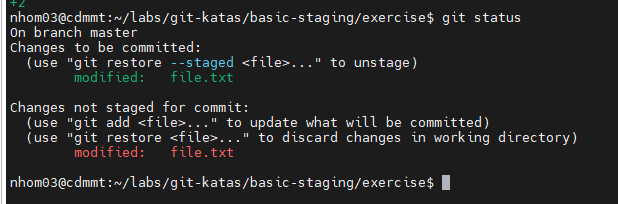 +2
nhom03@cdmmt:~/labs/git-katas/basic-staging/exercise$ git status
On branch master
Changes to be committed:
  (use "git restore --staged <file>..." to unstage)
        modified:   file.txt

Changes not staged for commit:
  (use "git add <file>..." to update what will be committed)
  (use "git restore <file>..." to discard changes in working directory)
        modified:   file.txt

nhom03@cdmmt:~/labs/git-katas/basic-staging/exercise$